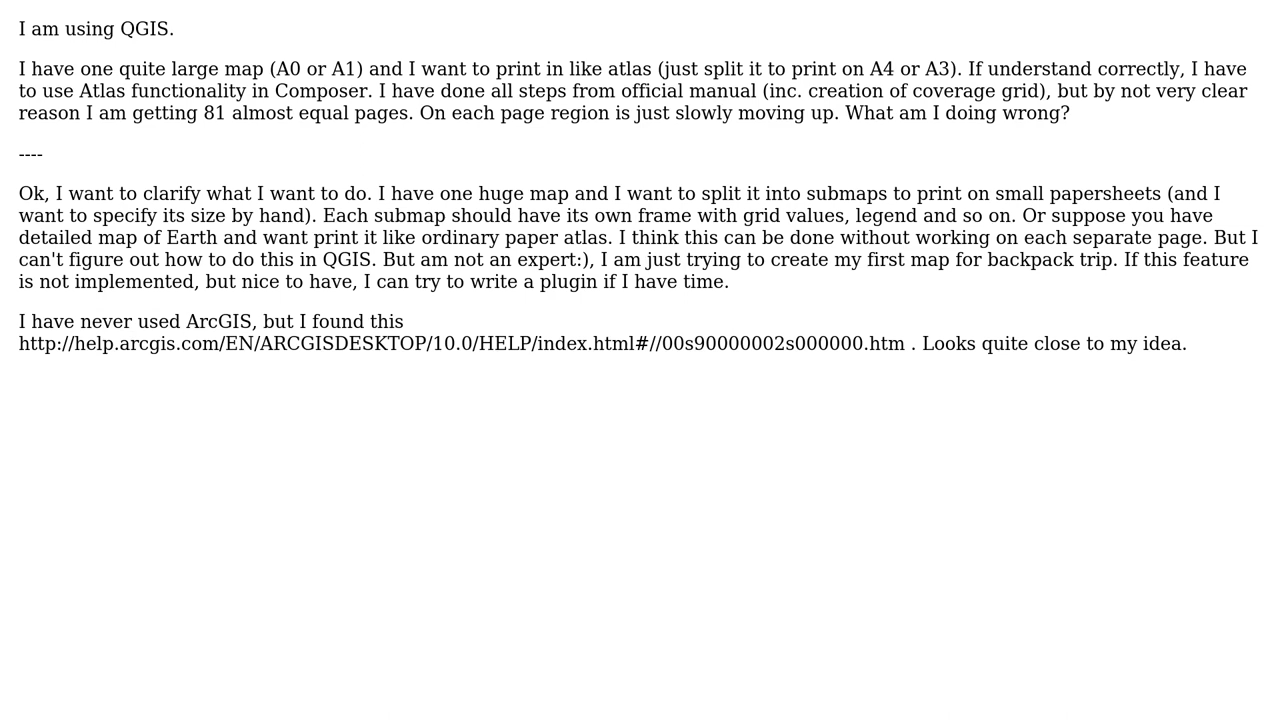 I am using QGIS.
I have one quite large map (A0 or A1) and I want to print in like atlas (just split it to print on A4 or A3). If understand correctly, I have
to use Atlas functionality in Composer. I have done all steps from official manual (inc. creation of coverage grid), but by not very clear
reason I am getting 81 almost equal pages. On each page region is just slowly moving up. What am I doing wrong?
----
Ok, I want to clarify what I want to do. I have one huge map and I want to split it into submaps to print on small papersheets (and I
want to specify its size by hand). Each submap should have its own frame with grid values, legend and so on. Or suppose you have
detailed map of Earth and want print it like ordinary paper atlas. I think this can be done without working on each separate page. But I
can't figure out how to do this in QGIS. But am not an expert:), I am just trying to create my first map for backpack trip. If this feature
is not implemented, but nice to have, I can try to write a plugin if I have time.
I have never used ArcGIS, but I found this
http://help.arcgis.com/EN/ARCGISDESKTOP/10.0/HELP/index.html#//00s90000002s000000.htm . Looks quite close to my idea.